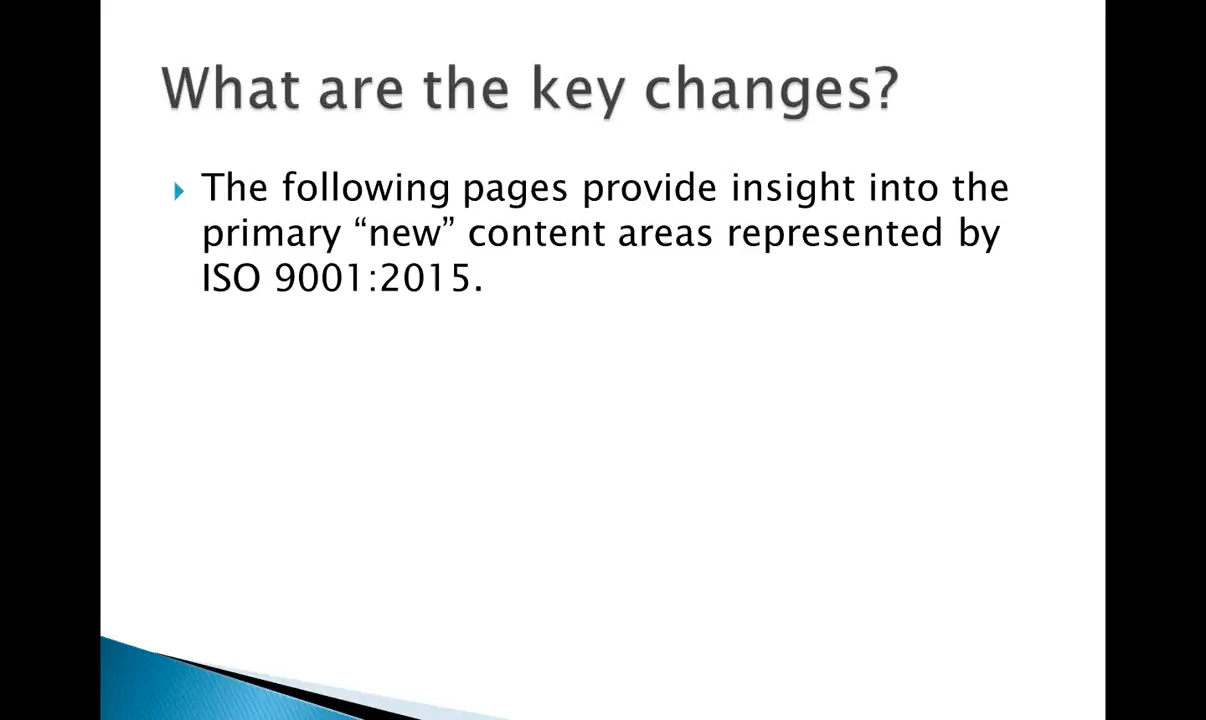 What are the key changes?
The following pages provide insight into the
primary “new” content areas represented by
ISO 9001:2015.